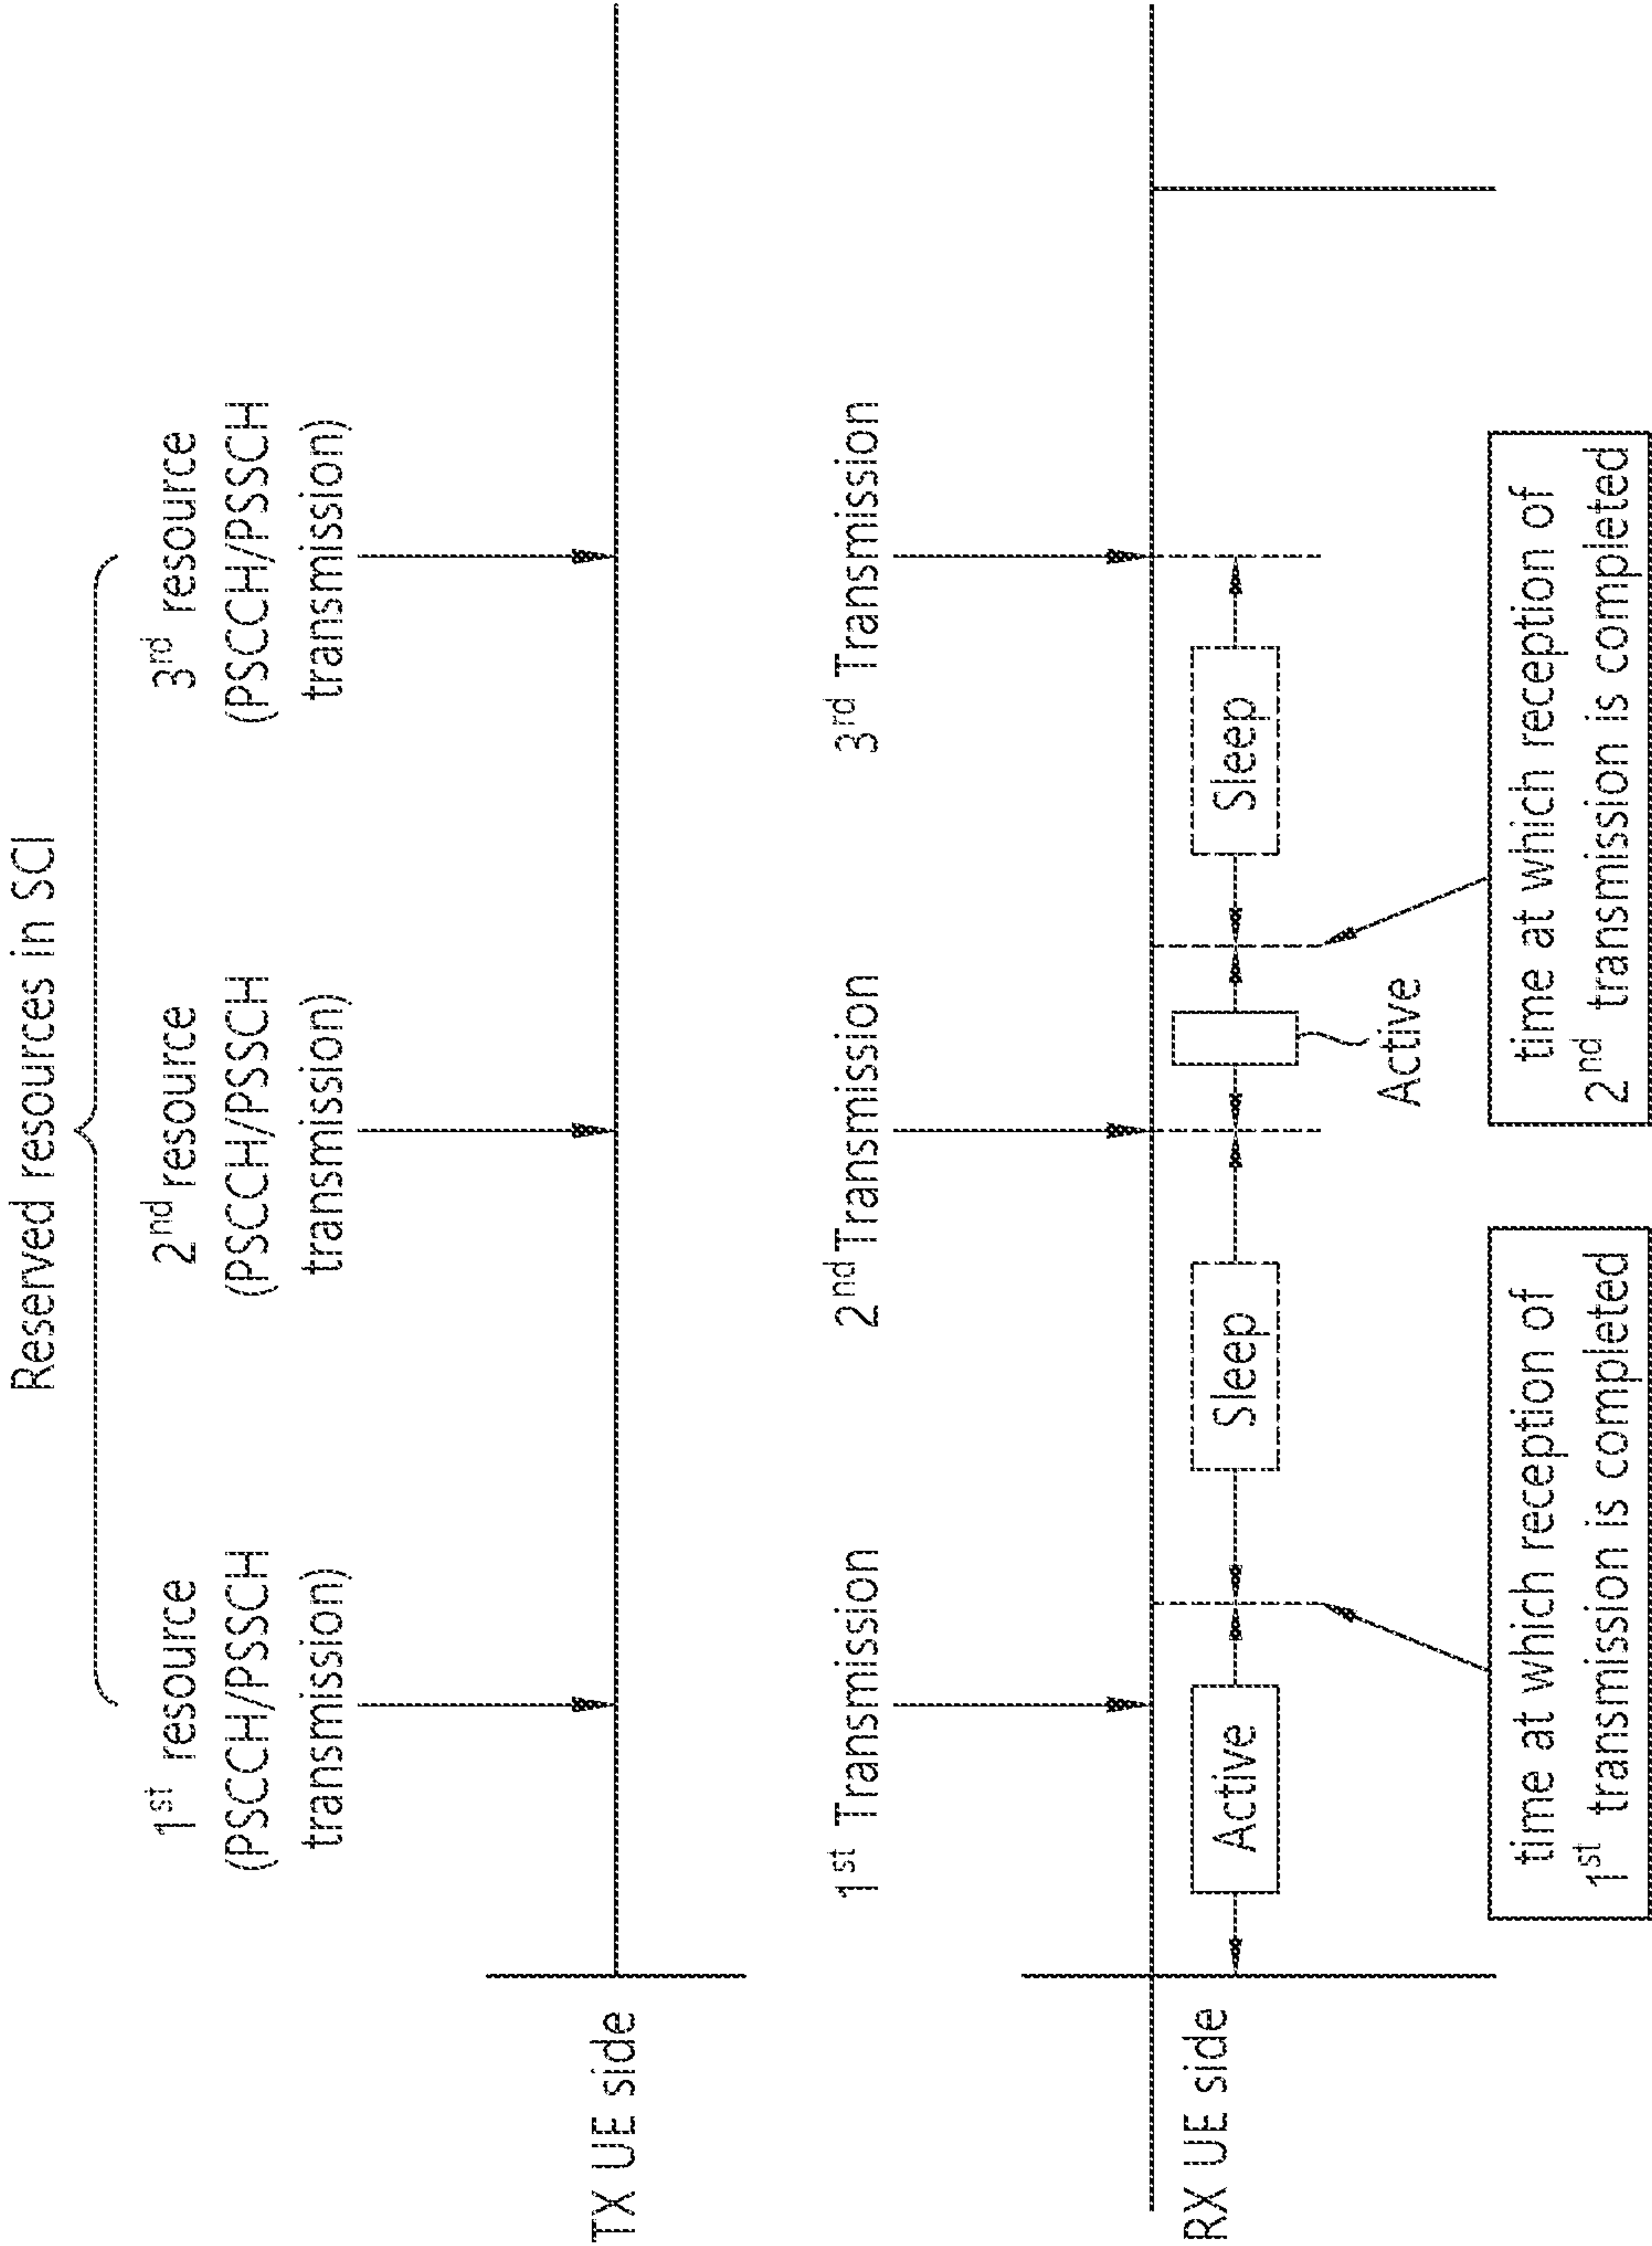 Reserved resources in SCI
1st resource
(PSCCH/PSSCH
transmission)
2nd resource
(PSCCH/PSSCH
transmission)
3rd resource
(PSCCH/PSSCH
transmission)
TX UE side
1st Transmission
2nd Transmission
3rd Transmission
RX UE side
Active
Sleep
Active
Sleep
time at which reception of
1st transmission is completed
time at which reception of
2nd transmission is completed